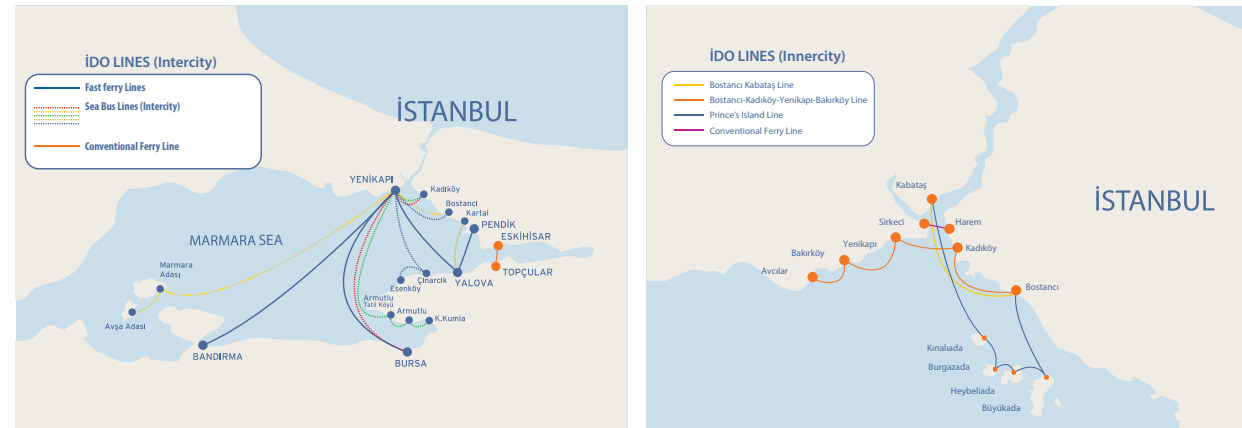 İDO LINES (Intercity)
Fast ferry Lines
Sea Bus Lines (Intercity)
Conventional Ferry Line
İSTANBUL
YENİKAPI
Kadıköy
Bostancı
Kartal
PENDİK
ESKİHİSAR
MARMARA SEA
TOPÇULAR
Marmara
Adası
Çınarcık
YALOVA
Esenköy
Armutlu
Tatil Köyü
Armutlu
K.Kumla
Avşa Adası
BANDIRMA
BURSA
İDO LINES (Innercity)
Bostancı Kabataş Line
Bostancı-Kadıköy-Yenikapı-Bakırköy Line
Prince's Island Line
Conventional Ferry Line
Kabataş
İSTANBUL
Sirkeci
Harem
Yenikapı
Kadıköy
Bakırköy
Avcılar
Bostancı
Kınalıada
Burgazada
Heybeliada
Büyükada